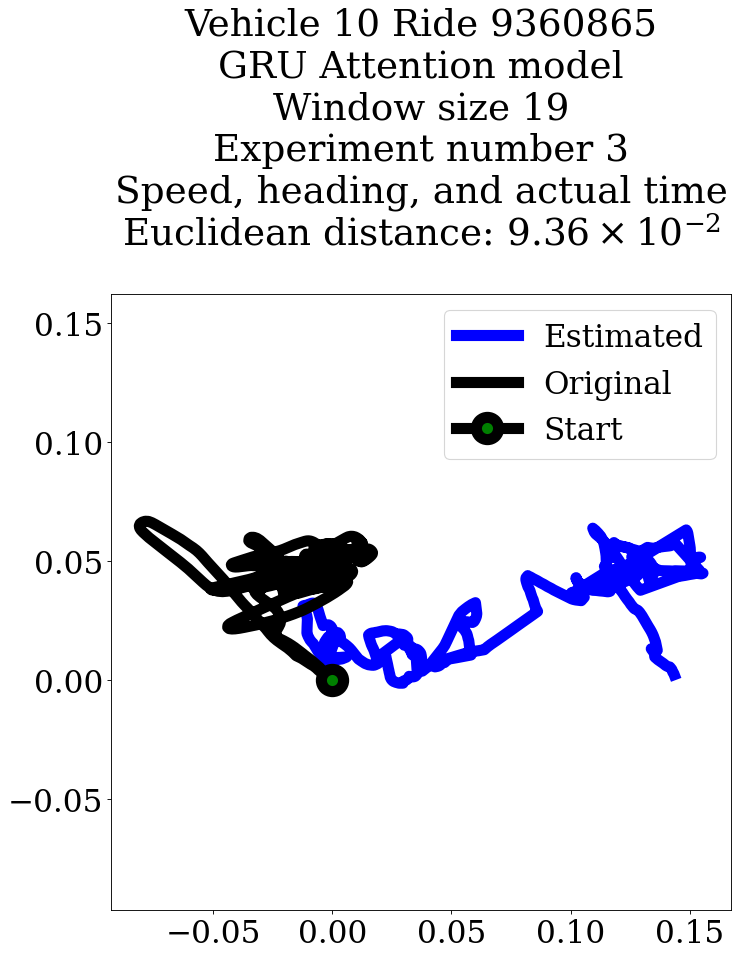 Vehicle 10 Ride 9360865
GRU Attention model
Window size 19
Experiment number 3
Speed, heading, and actual time
Euclidean distance: 9.36 × 10⁻²
Estimated
Original
Start
0.15
0.10
0.05
0.00
−0.05
−0.05 0.00 0.05 0.10 0.15